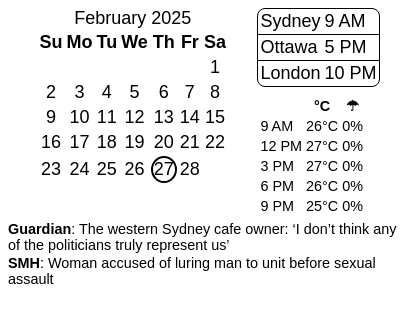 February 2025
Su Mo Tu We Th Fr Sa
1
2 3 4 5 6 7 8
9 10 11 12 13 14 15
16 17 18 19 20 21 22
23 24 25 26 27 28
Sydney 9 AM
Ottawa 5 PM
London 10 PM
°C ☂
9 AM 26°C 0%
12 PM 27°C 0%
3 PM 27°C 0%
6 PM 26°C 0%
9 PM 25°C 0%
Guardian: The western Sydney cafe owner: ‘I don’t think any
of the politicians truly represent us’
SMH: Woman accused of luring man to unit before sexual
assault